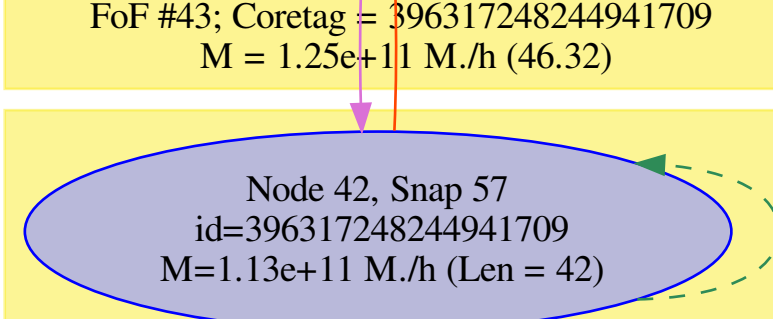 FoF #43; Coretag = 396317248244941709
M = 1.25e+11 M./h (46.32)
Node 42, Snap 57
id=396317248244941709
M=1.13e+11 M./h (Len = 42)